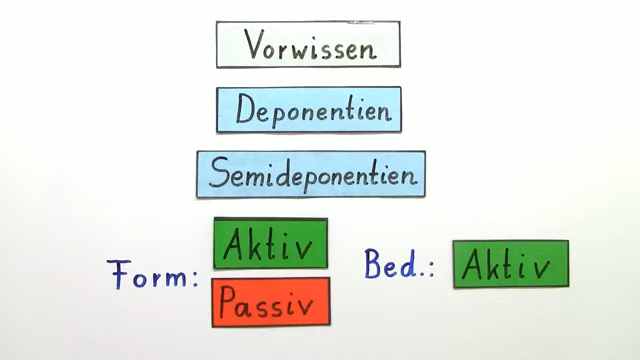 Vorwissen
Deponentien
Semideponentien
Form: Aktiv Bed.: Aktiv
Passiv